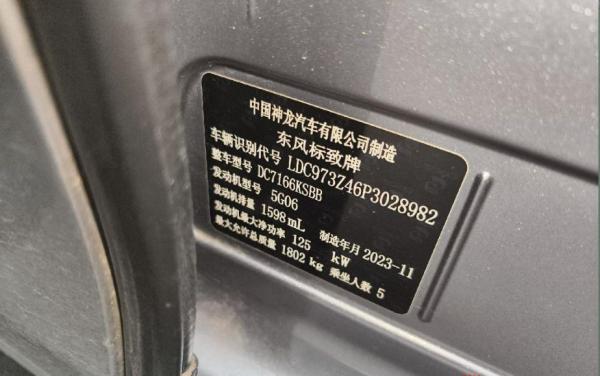 中国神龙汽车有限公司制造
东风标致牌
车辆识别代号 LDC973Z46P3028982
整车型号 DC7166KSBB
发动机型号 5G06
发动机排量 1598mL 制造年月 2023-11
发动机最大净功率 125 kW
最大允许总质量 1802 kg 乘坐人数 5